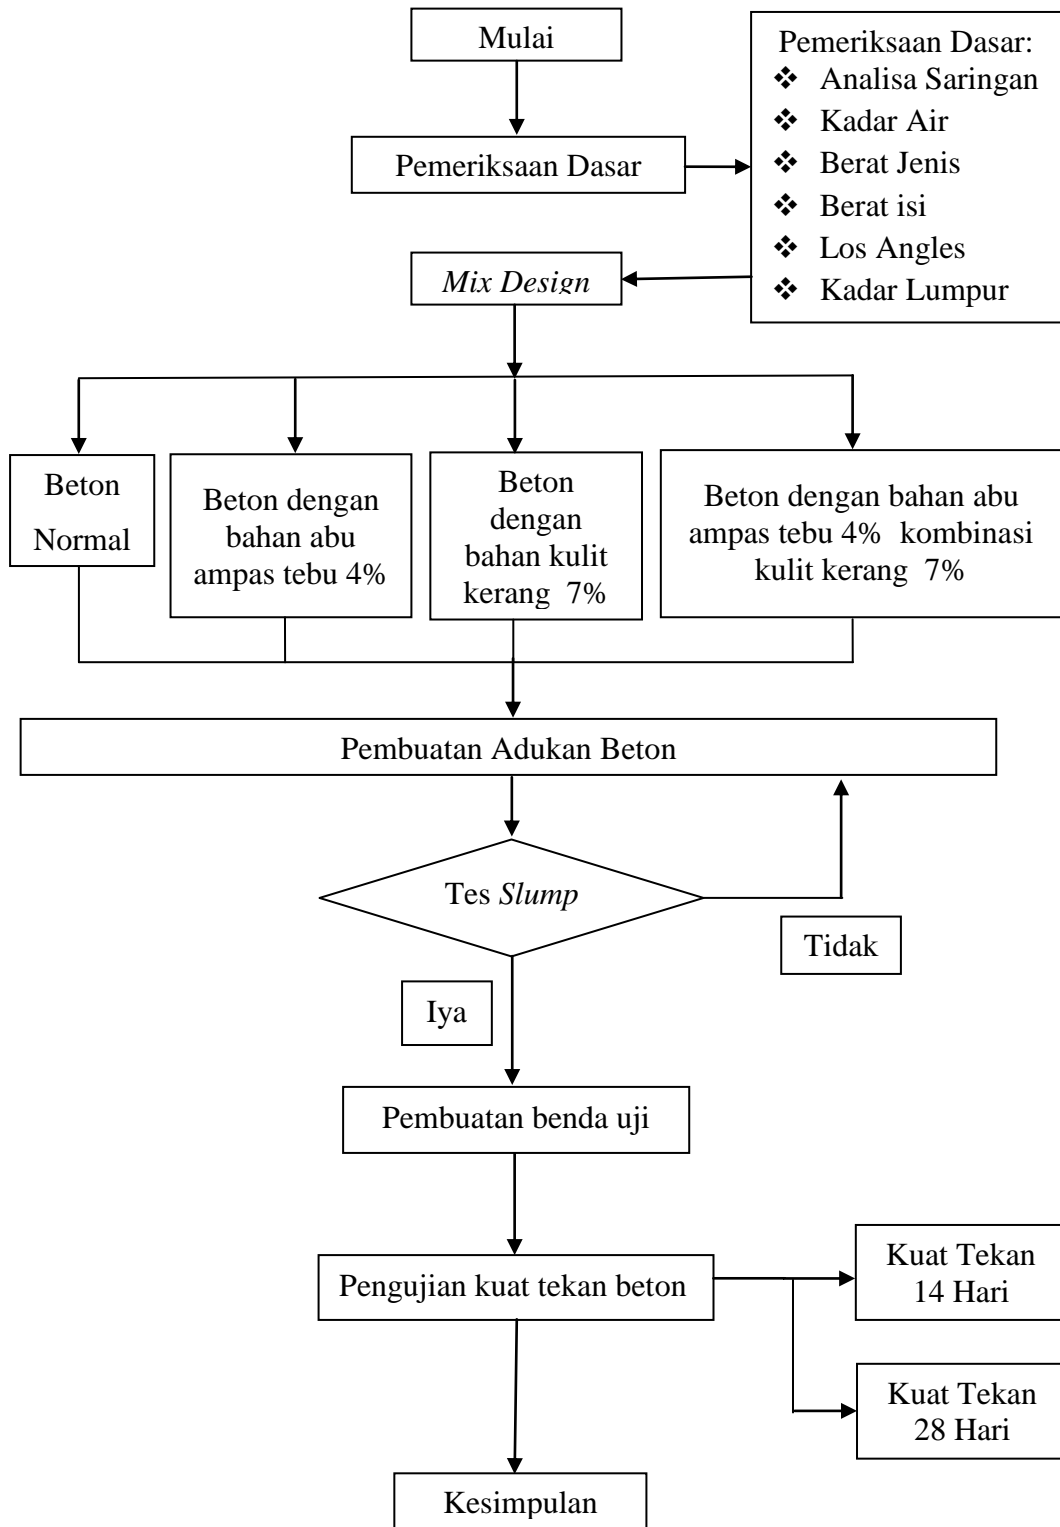 Mulai
Pemeriksaan Dasar:
❖ Analisa Saringan
❖ Kadar Air
❖ Berat Jenis
❖ Berat isi
❖ Los Angles
❖ Kadar Lumpur
Pemeriksaan Dasar
Mix Design
Beton
Normal
Beton dengan
bahan abu
ampas tebu 4%
Beton
dengan
bahan kulit
kerang 7%
Beton dengan bahan abu
ampas tebu 4% kombinasi
kulit kerang 7%
Pembuatan Adukan Beton
Tes Slump
Tidak
Iya
Pembuatan benda uji
Pengujian kuat tekan beton
Kuat Tekan
14 Hari
Kuat Tekan
28 Hari
Kesimpulan